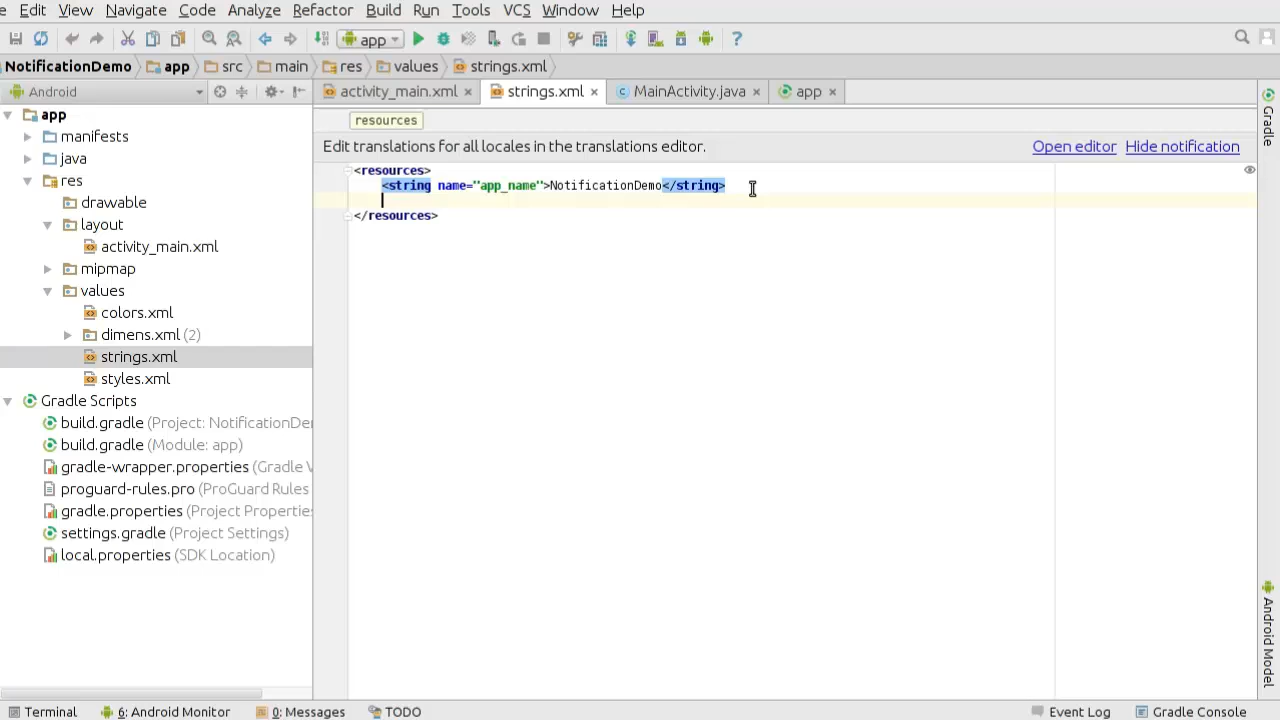 e Edit View Navigate Code Analyze Refactor Build Run Tools VCS Window Help
app
NotificationDemo app src main res values strings.xml
Android
activity_main.xml strings.xml MainActivity.java app
app
manifests
java
res
drawable
layout
activity_main.xml
mipmap
values
colors.xml
dimens.xml (2)
strings.xml
styles.xml
Gradle Scripts
build.gradle (Project: NotificationDe
build.gradle (Module: app)
gradle-wrapper.properties (Gradle V
proguard-rules.pro (ProGuard Rules
gradle.properties (Project Propertie
settings.gradle (Project Settings)
local.properties (SDK Location)
resources
Edit translations for all locales in the translations editor. Open editor Hide notification
<resources>
<string name="app_name">NotificationDemo</string>
</resources>
Gradle
Android Model
Terminal 6: Android Monitor 0: Messages TODO Event Log Gradle Console